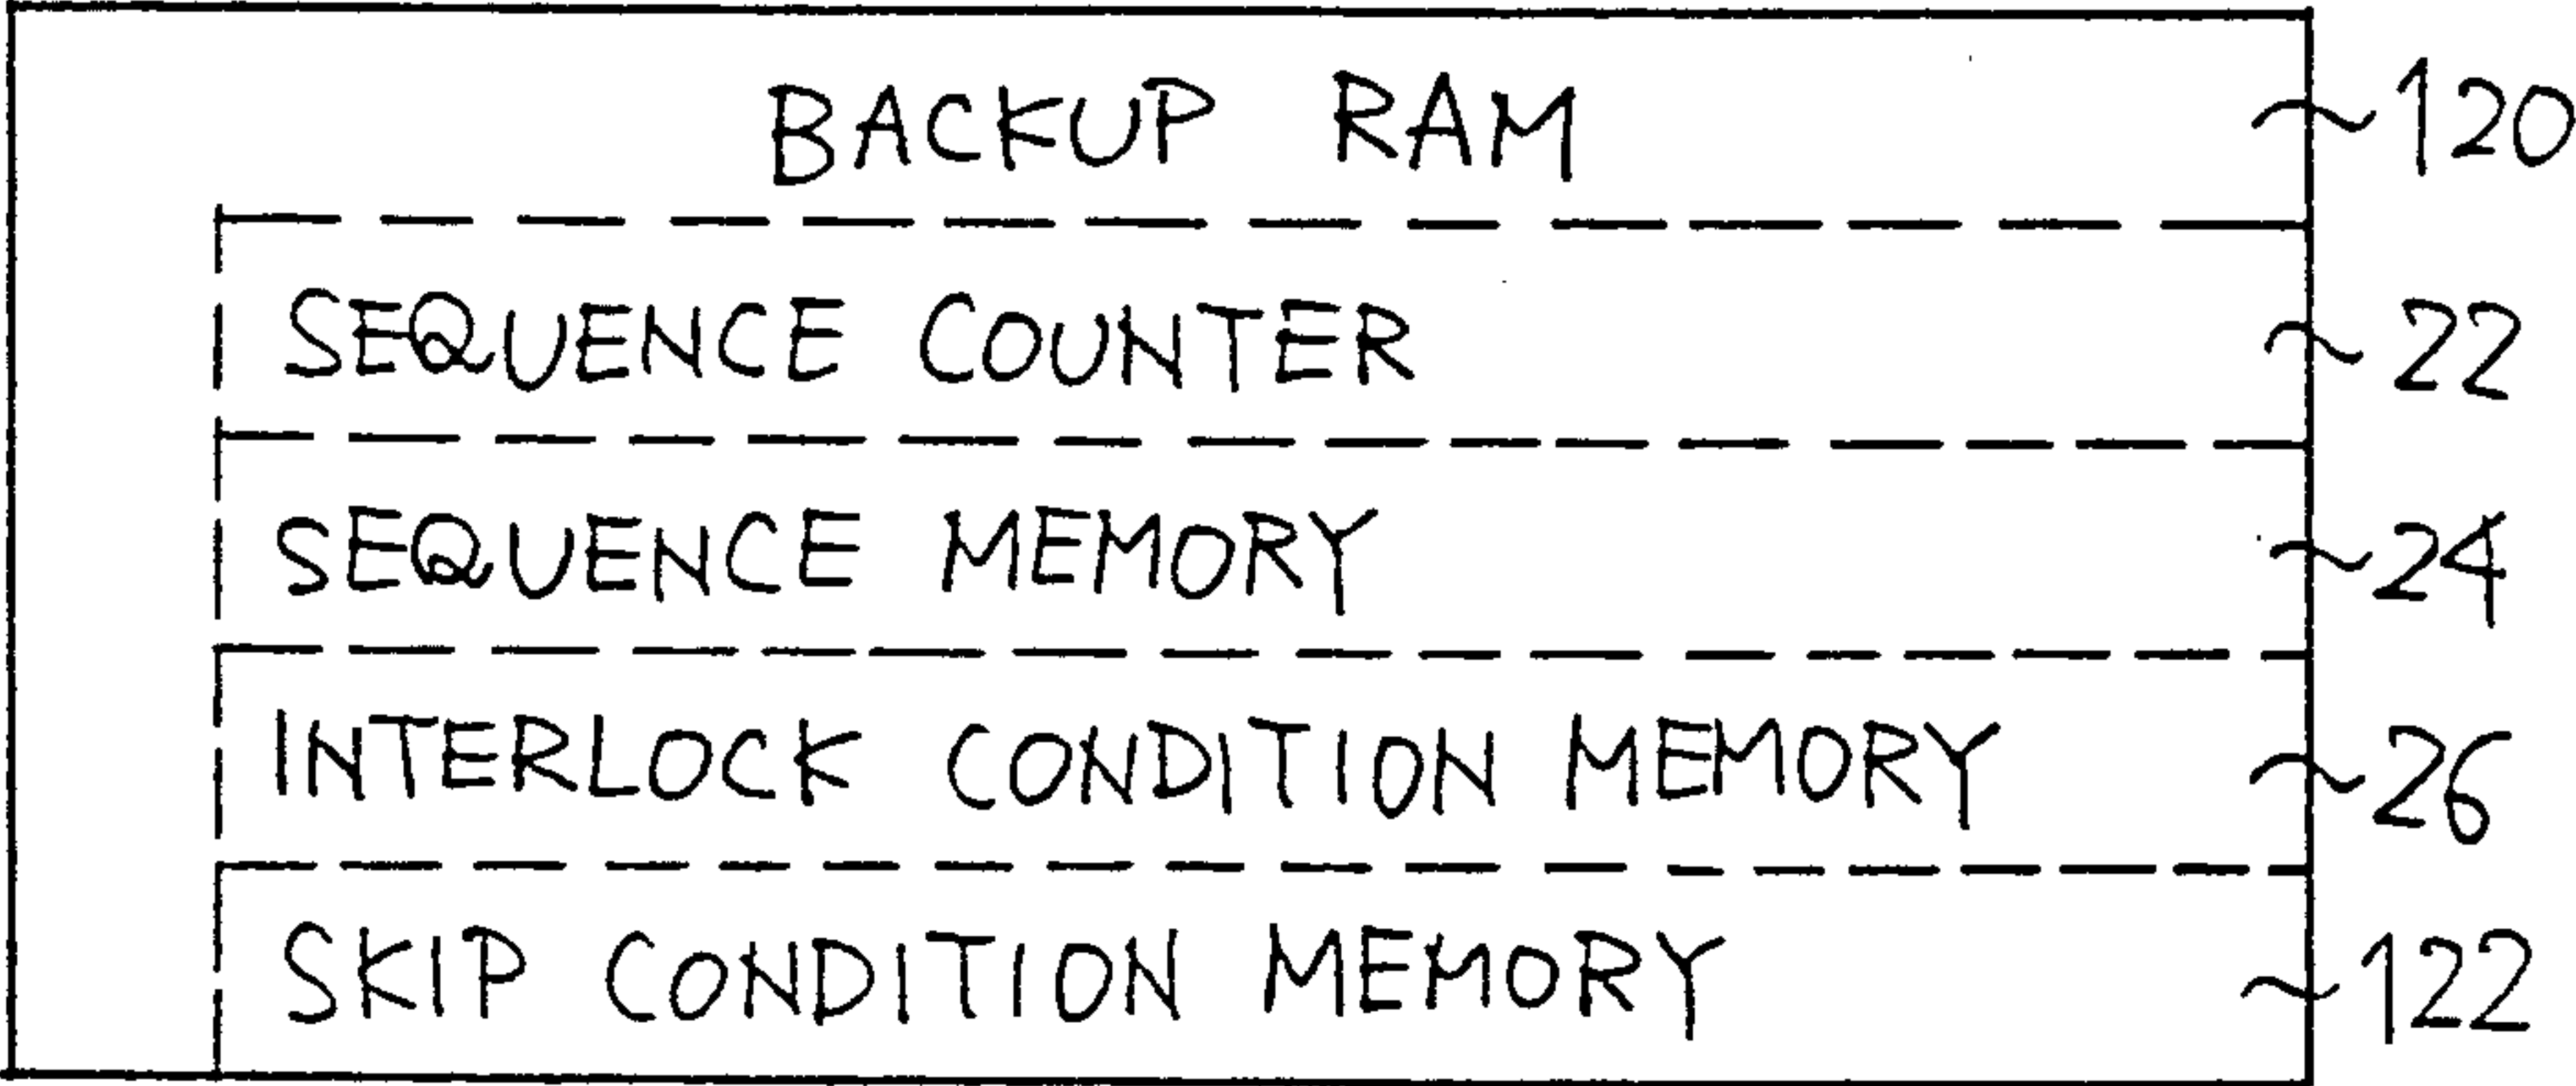 BACKUP RAM ~120
SEQUENCE COUNTER ~22
SEQUENCE MEMORY ~24
INTERLOCK CONDITION MEMORY ~26
SKIP CONDITION MEMORY ~122